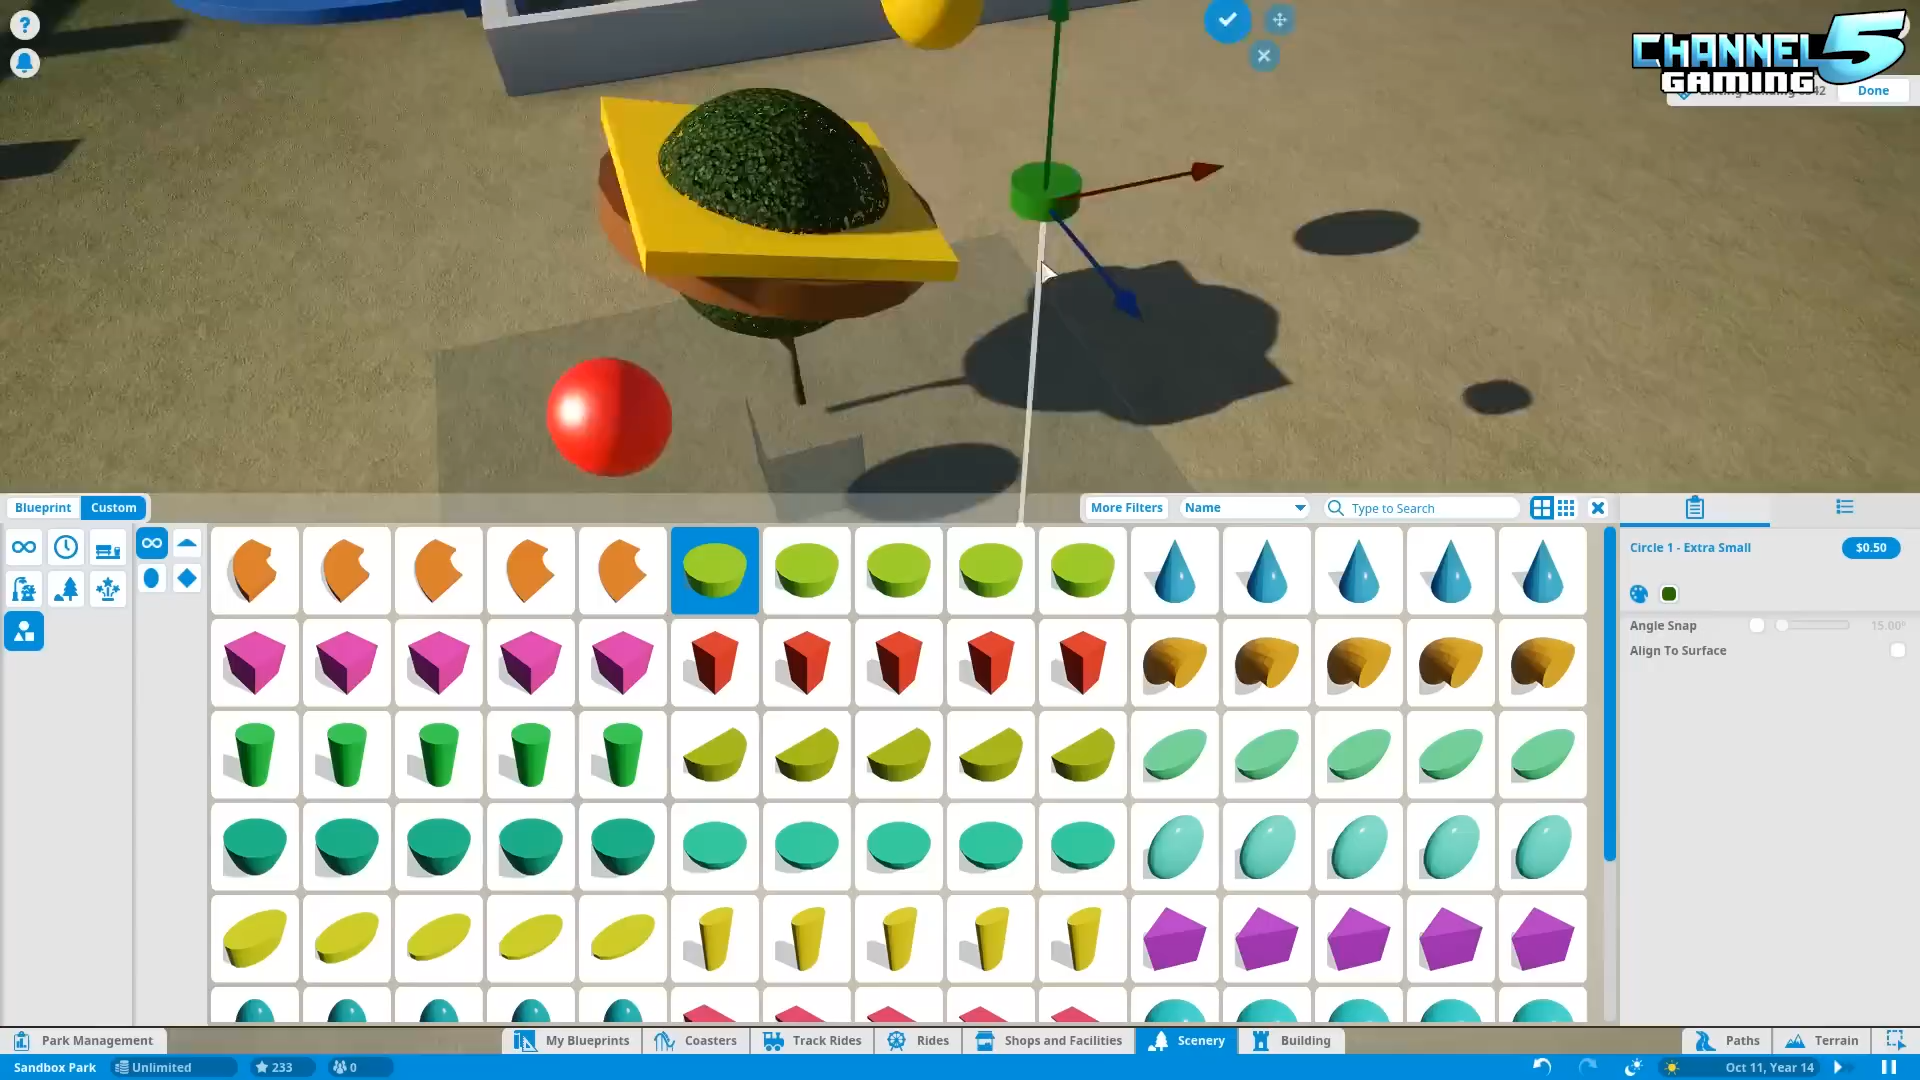 ?
CHANNEL 5
GAMING
Done
Blueprint
Custom
More Filters
Name
Type to Search
Circle 1 - Extra Small
$0.50
Angle Snap
15.00°
Align To Surface
Park Management
My Blueprints
Coasters
Track Rides
Rides
Shops and Facilities
Scenery
Building
Paths
Terrain
Sandbox Park
Unlimited
233
0
Oct 11, Year 14